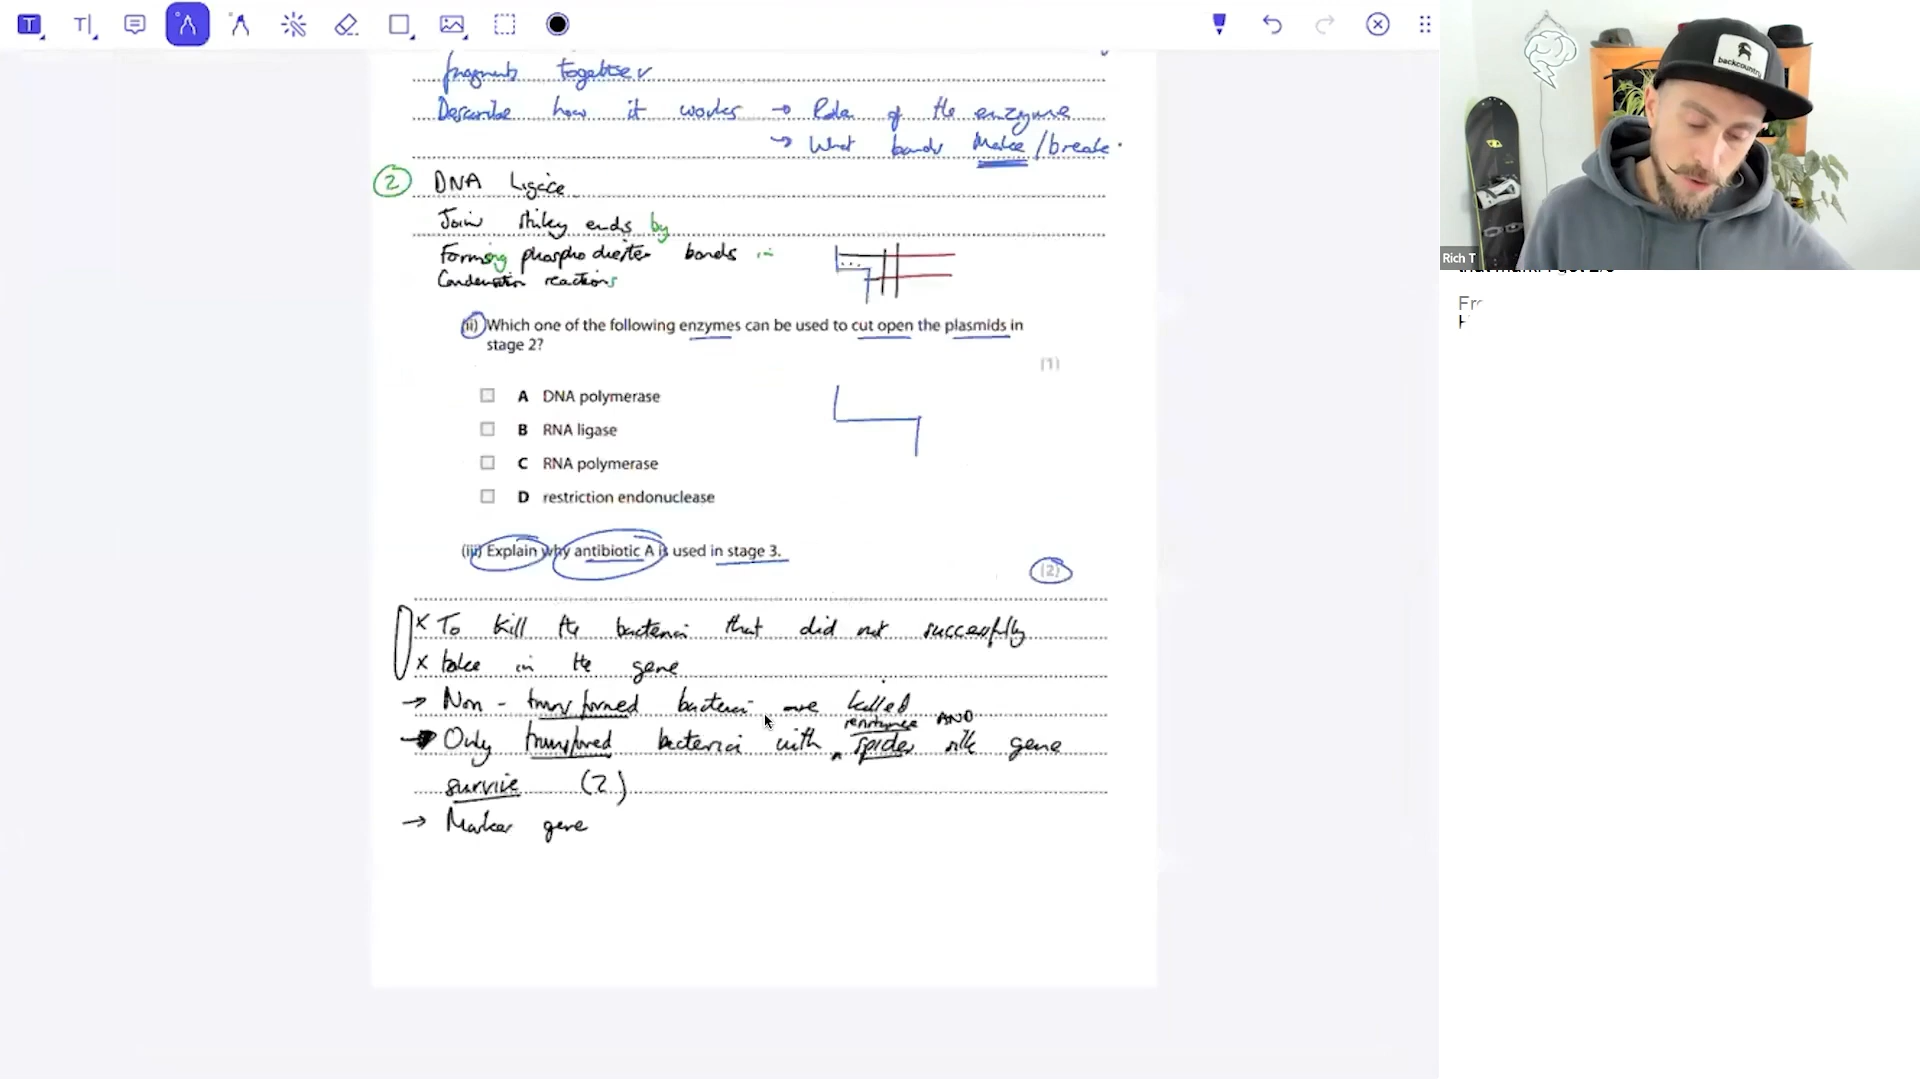 backcountry
Rich T
fragments together
Describe how it works → Role of the enzyme
→ What bonds Make/break.
2 DNA Ligase
Join sticky ends by
Forming phosphodiester bonds in
Condensation reactions
(ii) Which one of the following enzymes can be used to cut open the plasmids in
stage 2?
(1)
A DNA polymerase
B RNA ligase
C RNA polymerase
D restriction endonuclease
(iii) Explain why antibiotic A is used in stage 3.
(2)
x To kill the bacteria that did not successfully
x take in the gene
→ Non - transformed bacteria are killed
resistance AND
→ Only transformed bacteria with spider silk gene
survive (2)
→ Marker gene